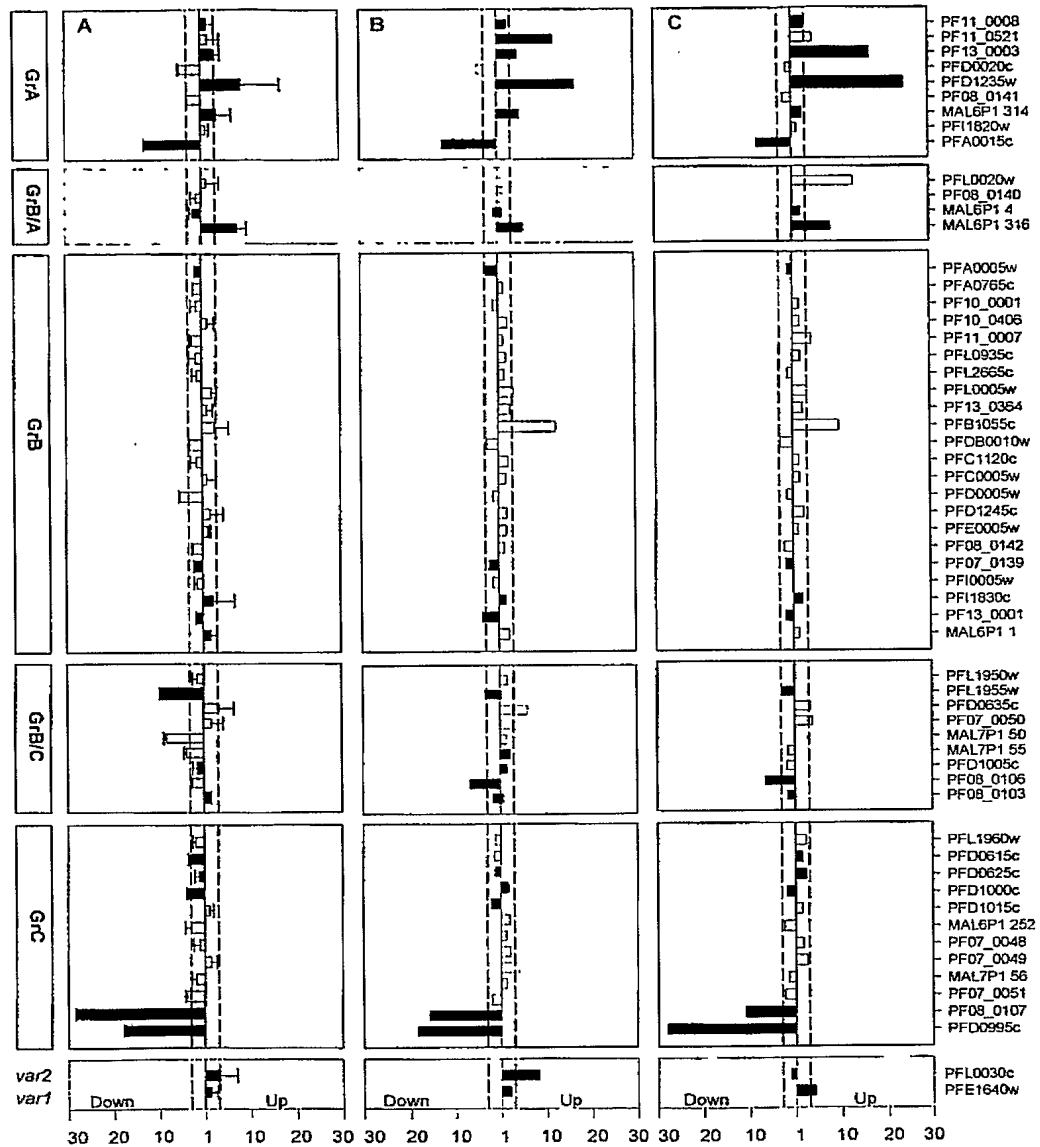 A B C
GrA
PF11_0008
PF11_0521
PF13_0003
PFD0020c
PFD1235w
PF08_0141
MAL6P1 314
PFI1820w
PFA0015c
GrB/A
PFL0020w
PF08_0140
MAL6P1 4
MAL6P1 316
GrB
PFA0005w
PFA0765c
PF10_0001
PF10_0406
PF11_0007
PFL0935c
PFL2665c
PFL0005w
PF13_0364
PFB1055c
PFDB0010w
PFC1120c
PFC0005w
PFD0005w
PFD1245c
PFE0005w
PF08_0142
PF07_0139
PFI0005w
PFI1830c
PF13_0001
MAL6P1 1
GrB/C
PFL1950w
PFL1955w
PFD0635c
PF07_0050
MAL7P1 50
MAL7P1 55
PFD1005c
PF08_0106
PF08_0103
GrC
PFL1960w
PFD0615c
PFD0625c
PFD1000c
PFD1015c
MAL6P1 252
PF07_0048
PF07_0049
MAL7P1 56
PF07_0051
PF08_0107
PFD0995c
var2 PFL0030c
var1 PFE1640w
Down Up Down Up Down Up
30 20 10 1 10 20 30 20 10 1 10 20 30 20 10 1 10 20 30